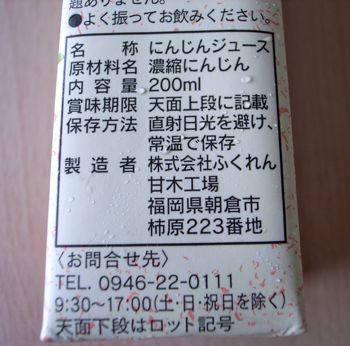 題ありません。
●よく振ってお飲みください。
名称 にんじんジュース
原材料名 濃縮にんじん
内容量 200ml
賞味期限 天面上段に記載
保存方法 直射日光を避け、
常温で保存
製造者 株式会社ふくれん
甘木工場
福岡県朝倉市
柿原223番地
〈お問合せ先〉
TEL. 0946-22-0111
9:30~17:00(土・日・祝日を除く)
天面下段はロット記号